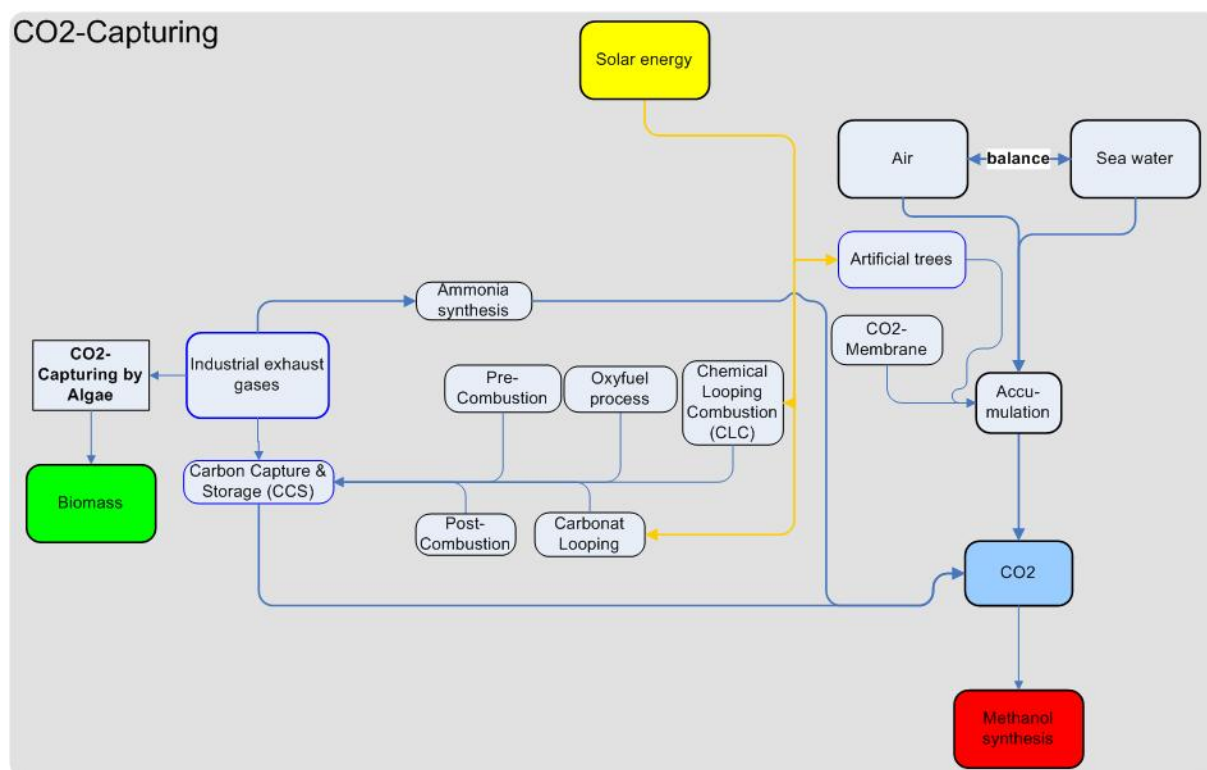 CO2-Capturing
Solar energy
Air
balance
Sea water
Artificial trees
Ammonia
synthesis
CO2-
Membrane
CO2-
Capturing by
Algae
Industrial exhaust
gases
Pre-
Combustion
Oxyfuel
process
Chemical
Looping
Combustion
(CLC)
Accu-
mulation
Carbon Capture &
Storage (CCS)
Biomass
Post-
Combustion
Carbonat
Looping
CO2
Methanol
synthesis